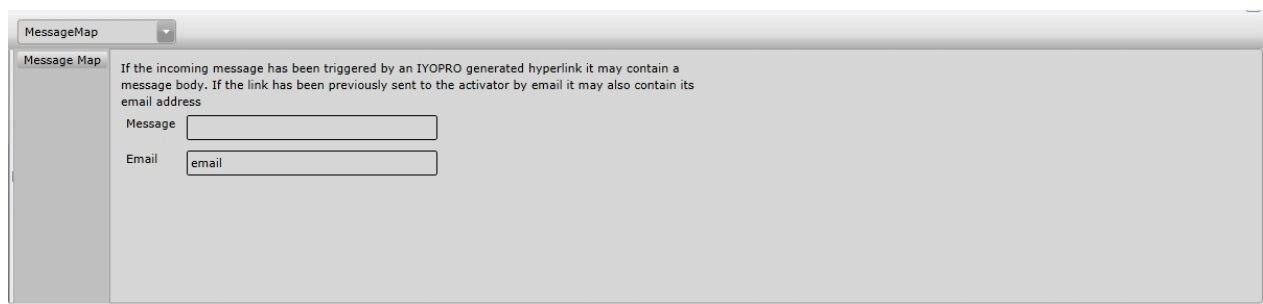 MessageMap
Message Map
If the incoming message has been triggered by an IYOPRO generated hyperlink it may contain a
message body. If the link has been previously sent to the activator by email it may also contain its
email address
Message
Email
email